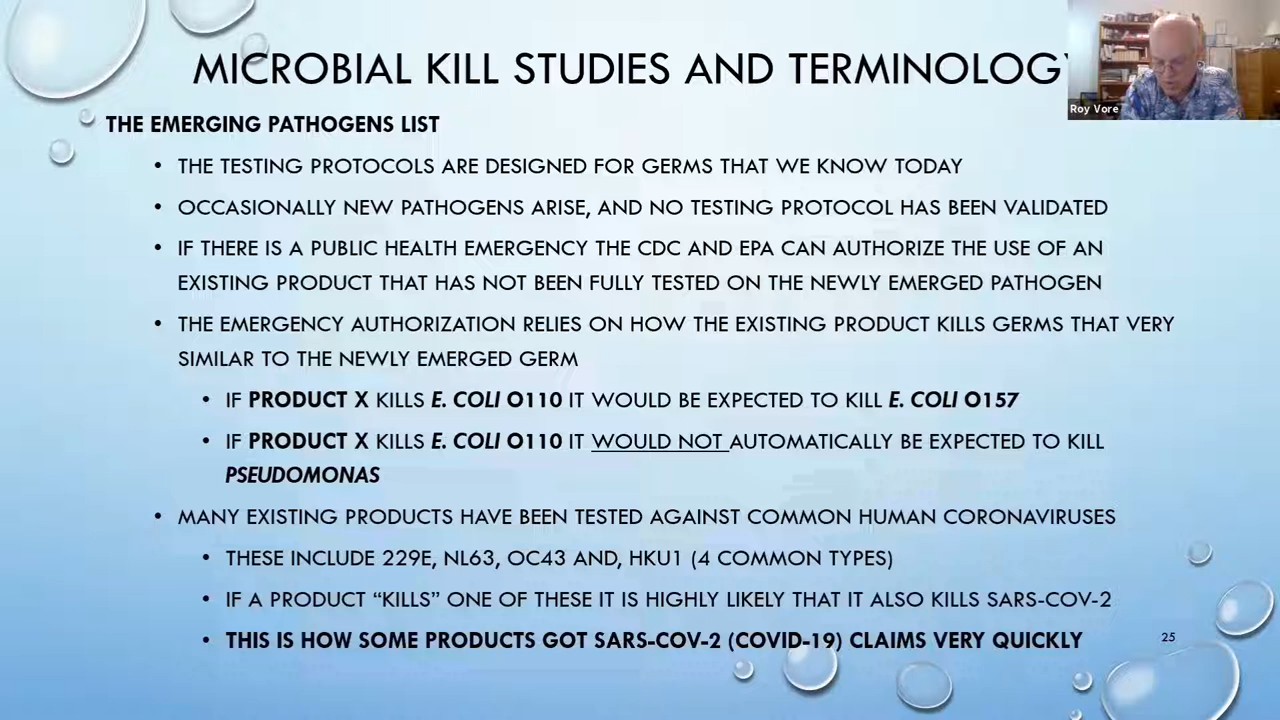 MICROBIAL KILL STUDIES AND TERMINOLOGY
Roy Vore
THE EMERGING PATHOGENS LIST
• THE TESTING PROTOCOLS ARE DESIGNED FOR GERMS THAT WE KNOW TODAY
• OCCASIONALLY NEW PATHOGENS ARISE, AND NO TESTING PROTOCOL HAS BEEN VALIDATED
• IF THERE IS A PUBLIC HEALTH EMERGENCY THE CDC AND EPA CAN AUTHORIZE THE USE OF AN
EXISTING PRODUCT THAT HAS NOT BEEN FULLY TESTED ON THE NEWLY EMERGED PATHOGEN
• THE EMERGENCY AUTHORIZATION RELIES ON HOW THE EXISTING PRODUCT KILLS GERMS THAT VERY
SIMILAR TO THE NEWLY EMERGED GERM
• IF PRODUCT X KILLS E. COLI O110 IT WOULD BE EXPECTED TO KILL E. COLI O157
• IF PRODUCT X KILLS E. COLI O110 IT WOULD NOT AUTOMATICALLY BE EXPECTED TO KILL
PSEUDOMONAS
• MANY EXISTING PRODUCTS HAVE BEEN TESTED AGAINST COMMON HUMAN CORONAVIRUSES
• THESE INCLUDE 229E, NL63, OC43 AND, HKU1 (4 COMMON TYPES)
• IF A PRODUCT “KILLS” ONE OF THESE IT IS HIGHLY LIKELY THAT IT ALSO KILLS SARS-COV-2
• THIS IS HOW SOME PRODUCTS GOT SARS-COV-2 (COVID-19) CLAIMS VERY QUICKLY
25